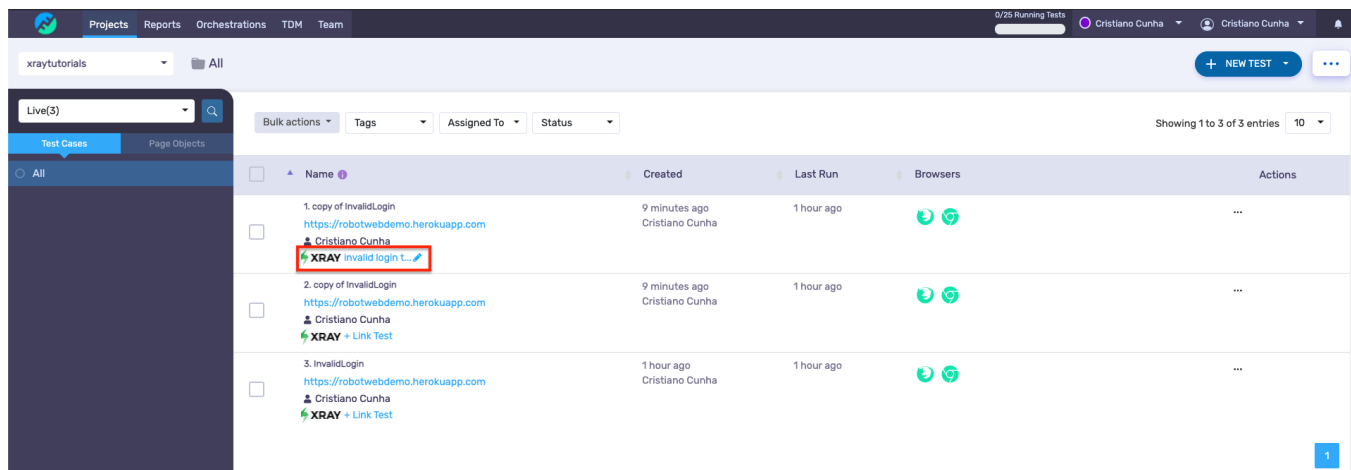 Projects Reports Orchestrations TDM Team 0/25 Running Tests Cristiano Cunha Cristiano Cunha
xraytutorials All + NEW TEST ...
Live(3)
Bulk actions Tags Assigned To Status Showing 1 to 3 of 3 entries 10
Test Cases Page Objects
All
Name Created Last Run Browsers Actions
1. copy of InvalidLogin 9 minutes ago 1 hour ago ...
https://robotwebdemo.herokuapp.com Cristiano Cunha
Cristiano Cunha
XRAY invalid login t...
2. copy of InvalidLogin 9 minutes ago 1 hour ago ...
https://robotwebdemo.herokuapp.com Cristiano Cunha
Cristiano Cunha
XRAY + Link Test
3. InvalidLogin 1 hour ago 1 hour ago ...
https://robotwebdemo.herokuapp.com Cristiano Cunha
Cristiano Cunha
XRAY + Link Test
1